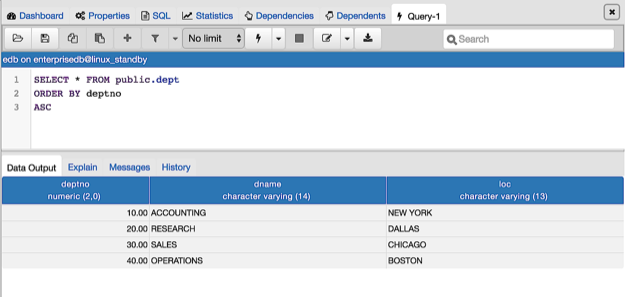 Dashboard Properties SQL Statistics Dependencies Dependents Query-1
No limit Search
edb on enterprisedb@linux_standby
1 SELECT * FROM public.dept
2 ORDER BY deptno
3 ASC
Data Output Explain Messages History
deptno dname loc
numeric (2,0) character varying (14) character varying (13)
10.00 ACCOUNTING NEW YORK
20.00 RESEARCH DALLAS
30.00 SALES CHICAGO
40.00 OPERATIONS BOSTON